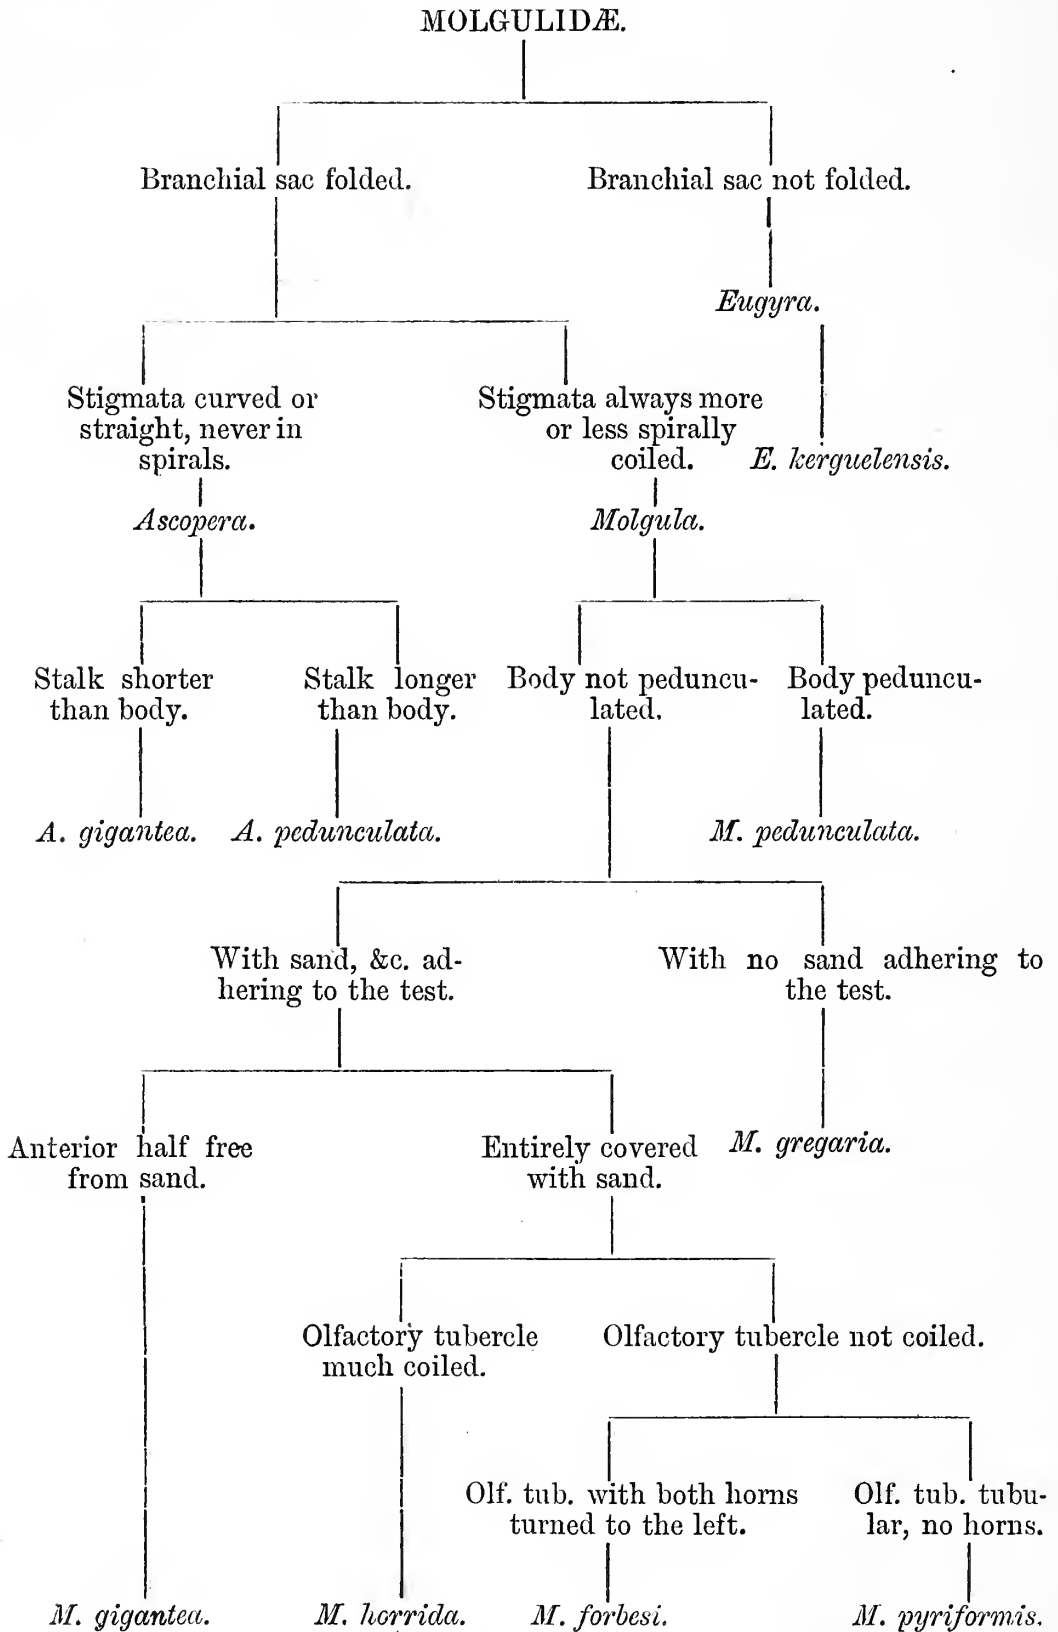 MOLGULIDÆ.
Branchial sac folded.
Branchial sac not folded.
Eugyra.
Stigmata curved or
straight, never in
spirals.
Stigmata always more
or less spirally
coiled.
E. kerguelensis.
Ascopera.
Molgula.
Stalk shorter
than body.
Stalk longer
than body.
Body not peduncu-
lated.
Body peduncu-
lated.
A. gigantea.
A. pedunculata.
M. pedunculata.
With sand, &c. ad-
hering to the test.
With no sand adhering to
the test.
Anterior half free
from sand.
Entirely covered
with sand.
M. gregaria.
Olfactory tubercle
much coiled.
Olfactory tubercle not coiled.
Olf. tub. with both horns
turned to the left.
Olf. tub. tubu-
lar, no horns.
M. gigantea.
M. horrida.
M. forbesi.
M. pyriformis.